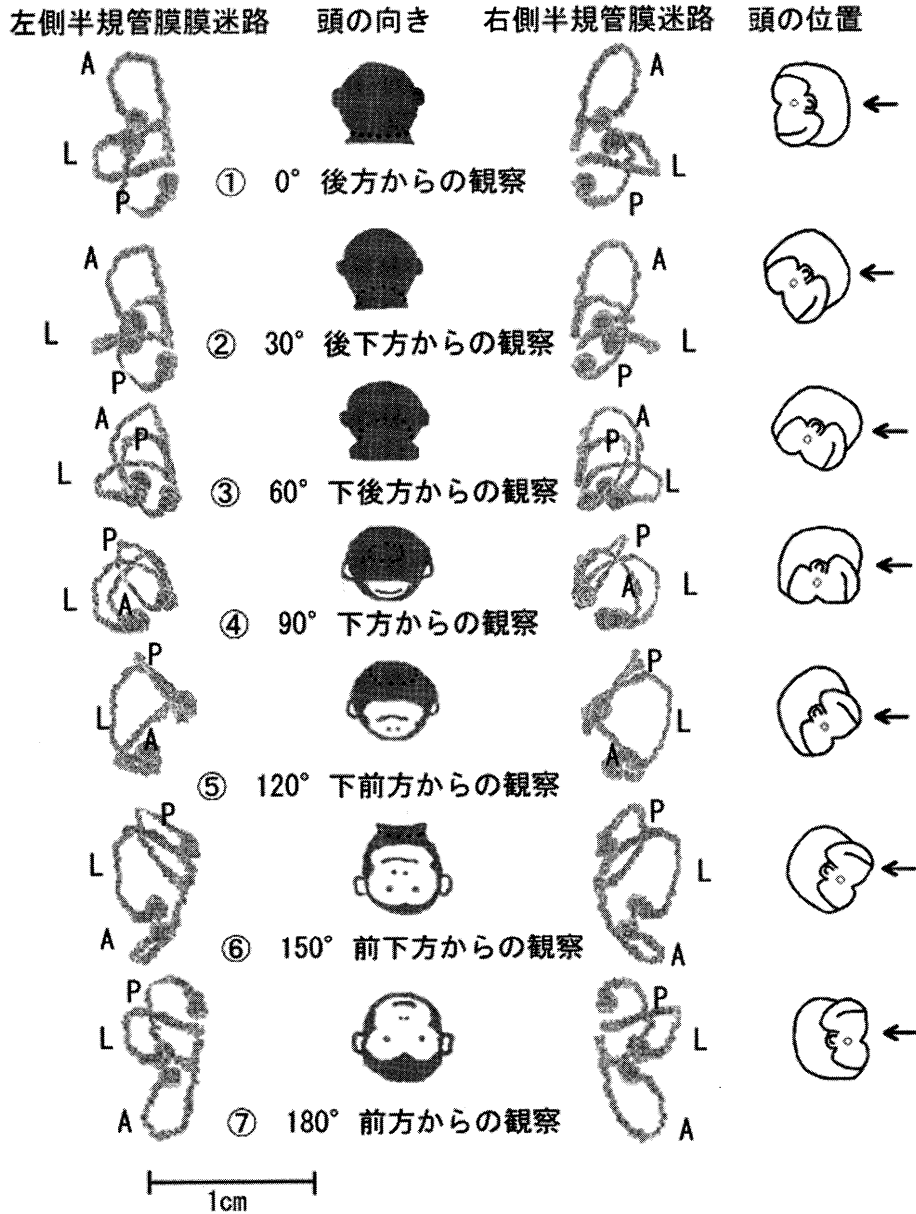 左側半規管膜膜迷路 頭の向き 右側半規管膜迷路 頭の位置
A A
L L
P P
① 0° 後方からの観察
A A
L L
P P
② 30° 後下方からの観察
A A
P P
L L
③ 60° 下後方からの観察
P P
L L
A A
④ 90° 下方からの観察
P P
L L
A A
⑤ 120° 下前方からの観察
P P
L L
A A
⑥ 150° 前下方からの観察
P P
L L
A A
⑦ 180° 前方からの観察
1cm